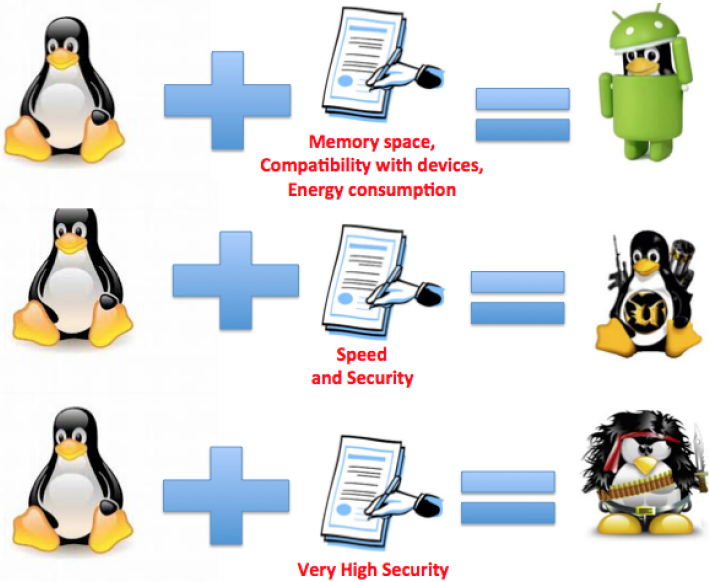 Memory space,
Compatibility with devices,
Energy consumption
Speed
and Security
Very High Security